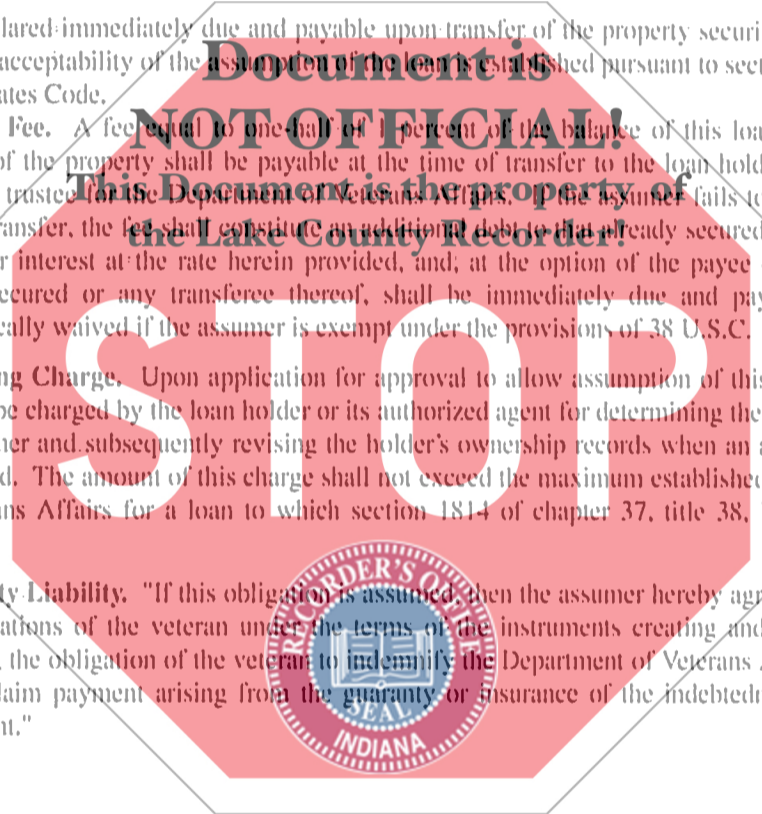 lared immediately due and payable upon transfer of the property securi
acceptability of the assumption of the loan is established pursuant to sect
ates Code.
Document is
NOT OFFICIAL!
This Document is the property of
the Lake County Recorder!
Fee. A fee equal to one-half of 1 percent of the balance of this loa
of the property shall be payable at the time of transfer to the loan hold
trustee for the Department of Veterans Affairs. If the assumer fails to
ransfer, the fee shall constitute an additional debt to that already secured
r interest at the rate herein provided, and, at the option of the payee
ecured or any transferee thereof, shall be immediately due and pay
cally waived if the assumer is exempt under the provisions of 38 U.S.C.
STOP
ng Charge. Upon application for approval to allow assumption of this
be charged by the loan holder or its authorized agent for determining the
ner and subsequently revising the holder's ownership records when an a
d. The amount of this charge shall not exceed the maximum established
ns Affairs for a loan to which section 1814 of chapter 37, title 38,
ty Liability. "If this obligation is assumed, then the assumer hereby agr
ations of the veteran under the terms of the instruments creating and
, the obligation of the veteran to indemnify the Department of Veterans
laim payment arising from the guaranty or insurance of the indebtedn
nt."
RECORDER'S OFFICE
SEAL
INDIANA